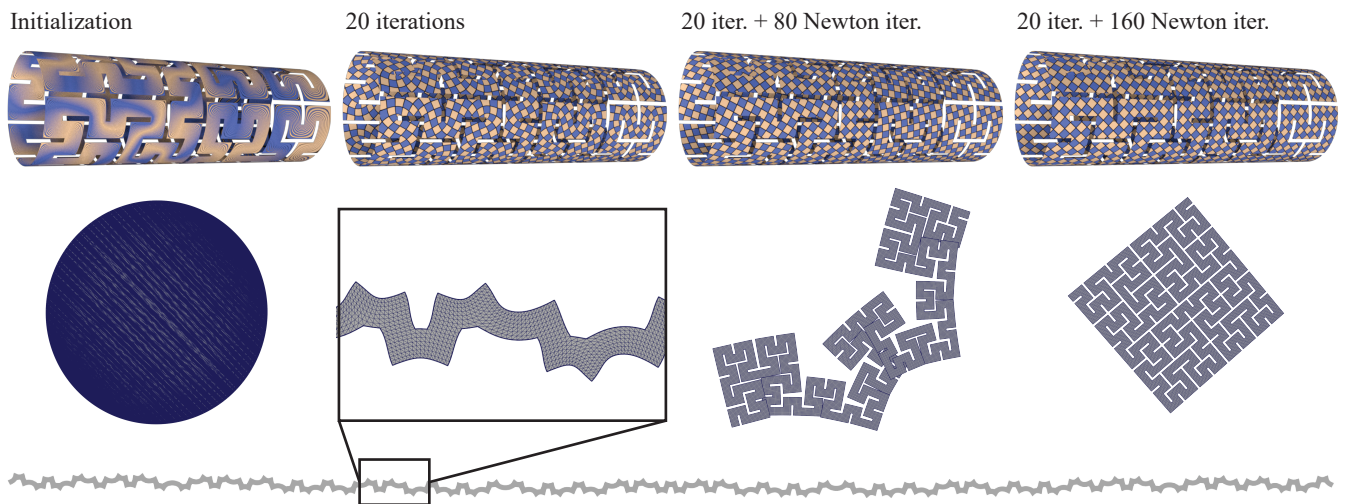 Initialization
20 iterations
20 iter. + 80 Newton iter.
20 iter. + 160 Newton iter.